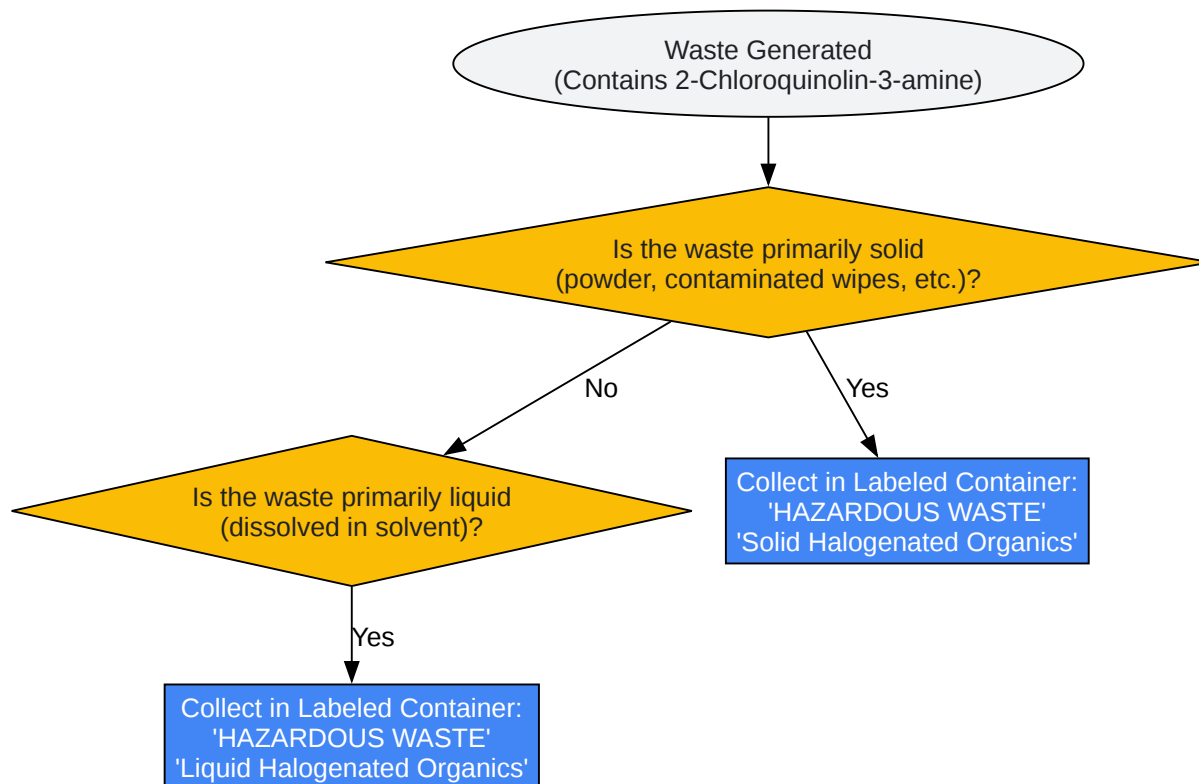 Waste Generated
(Contains 2-Chloroquinolin-3-amine)
Is the waste primarily solid
(powder, contaminated wipes, etc.)?
No
Yes
Is the waste primarily liquid
(dissolved in solvent)?
Collect in Labeled Container:
'HAZARDOUS WASTE'
'Solid Halogenated Organics'
Yes
Collect in Labeled Container:
'HAZARDOUS WASTE'
'Liquid Halogenated Organics'